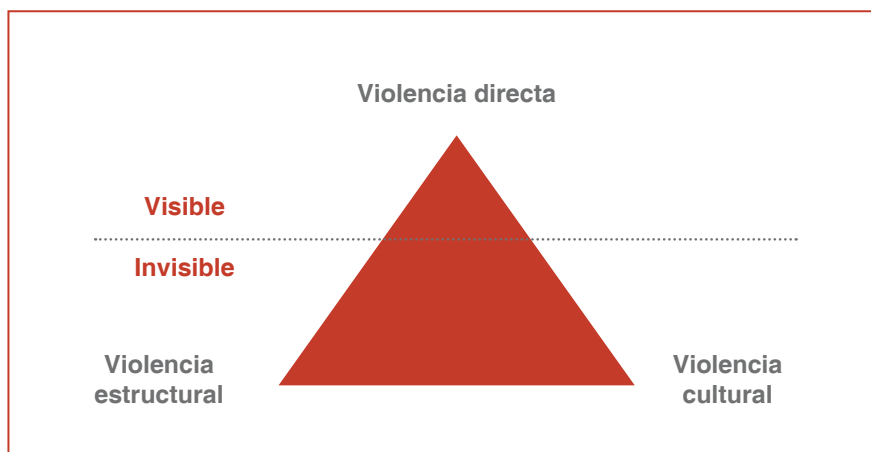 Violencia directa
Visible
Invisible
Violencia
estructural
Violencia
cultural